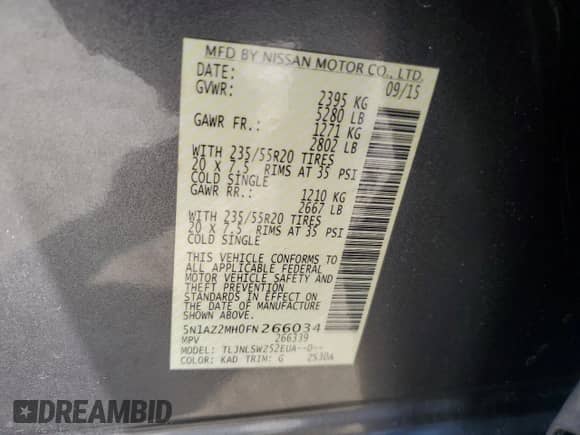 MFD BY NISSAN MOTOR CO., LTD.
DATE: 09/15
GVWR: 2395 KG
5280 LB
GAWR FR.: 1271 KG
2802 LB
WITH 235/55R20 TIRES
20 X 7.5 RIMS AT 35 PSI
COLD SINGLE
GAWR RR.: 1210 KG
2667 LB
WITH 235/55R20 TIRES
20 X 7.5 RIMS AT 35 PSI
COLD SINGLE
THIS VEHICLE CONFORMS TO
ALL APPLICABLE FEDERAL
MOTOR VEHICLE SAFETY
AND THEFT PREVENTION
STANDARDS IN EFFECT ON
THE DATE OF MANUFACTURE
SHOWN ABOVE.
5N1AZ2MH0FN266034
MPV 266339
MODEL: TLJNLSW252EUA--D--
COLOR: KAD TRIM: G 2530A
DREAMBID